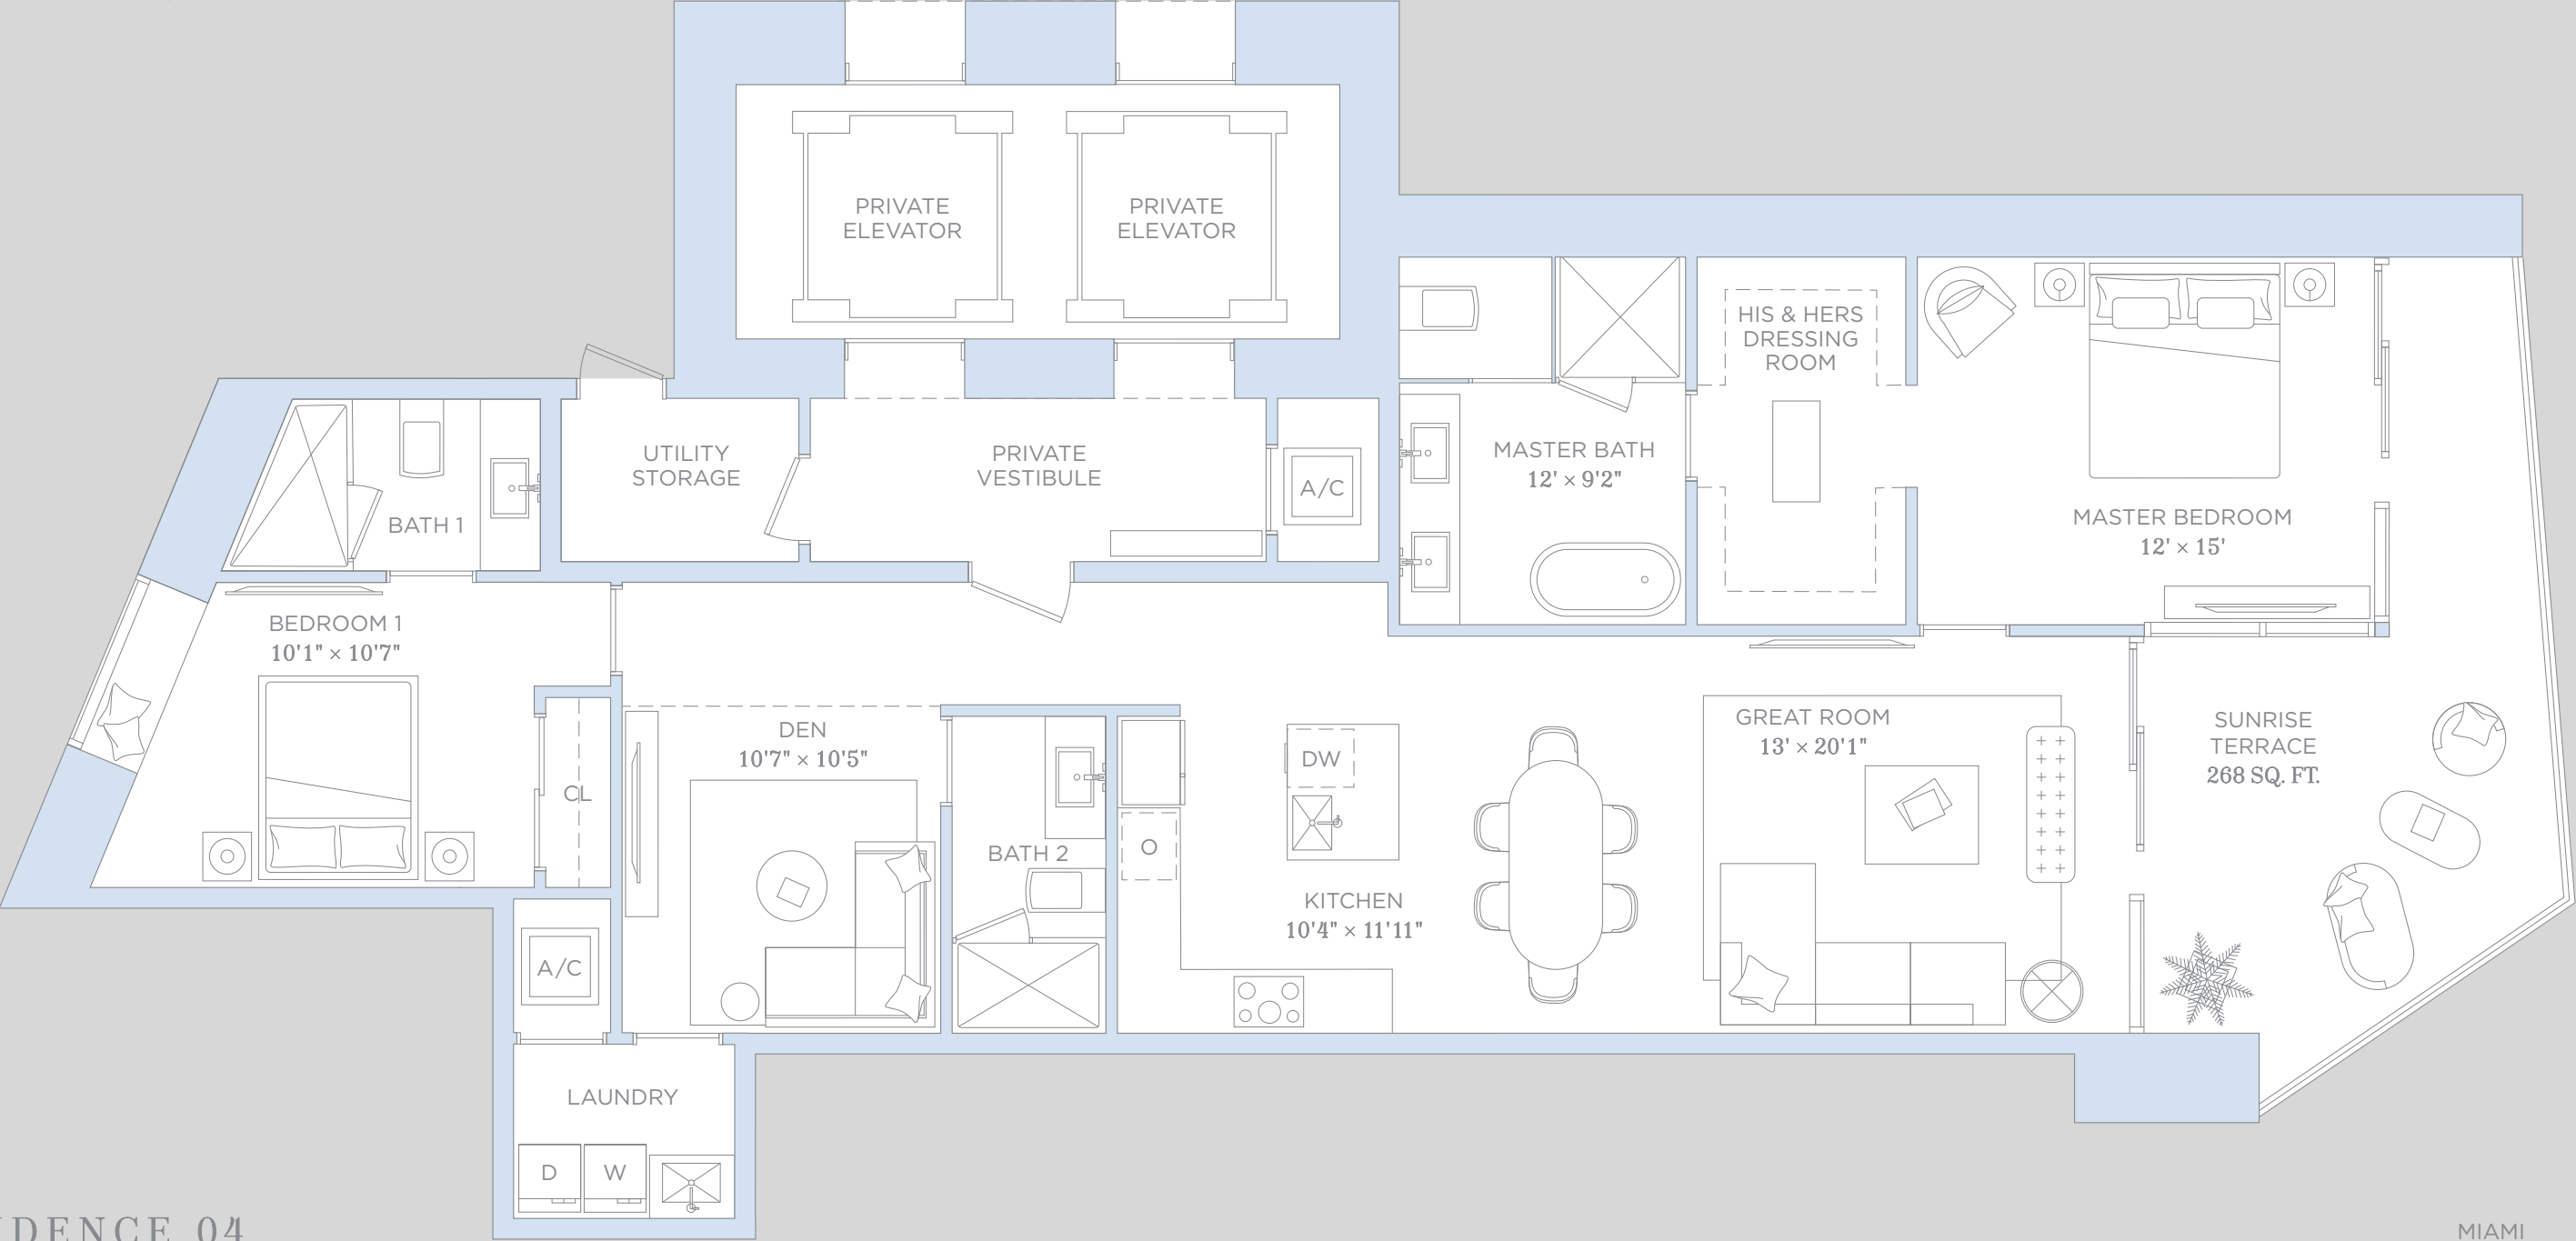 PRIVATE
ELEVATOR
PRIVATE
ELEVATOR
HIS & HERS
DRESSING
ROOM
UTILITY
STORAGE
PRIVATE
VESTIBULE
A/C
MASTER BATH
12' × 9'2"
MASTER BEDROOM
12' × 15'
BATH 1
BEDROOM 1
10'1" × 10'7"
CL
DEN
10'7" × 10'5"
BATH 2
O
DW
KITCHEN
10'4" × 11'11"
GREAT ROOM
13' × 20'1"
SUNRISE
TERRACE
268 SQ. FT.
A/C
LAUNDRY
D
W
DENCE 04
MIAMI